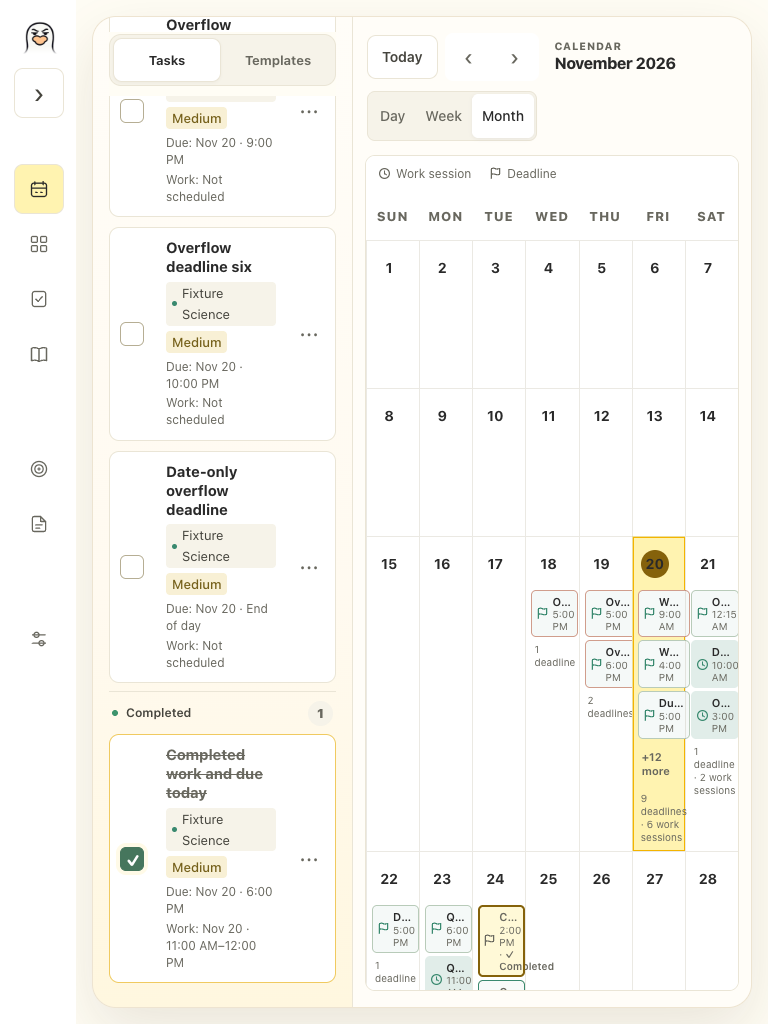 Overflow
Tasks
Templates
Medium
Due: Nov 20 · 9:00
PM
Work: Not
scheduled
Overflow
deadline six
Fixture
Science
Medium
Due: Nov 20 ·
10:00 PM
Work: Not
scheduled
Date-only
overflow
deadline
Fixture
Science
Medium
Due: Nov 20 · End
of day
Work: Not
scheduled
Completed
1
Completed
work and due
today
Fixture
Science
Medium
Due: Nov 20 · 6:00
PM
Work: Nov 20 ·
11:00 AM–12:00
PM
Today
CALENDAR
November 2026
Day
Week
Month
Work session
Deadline
SUN MON TUE WED THU FRI SAT
1 2 3 4 5 6 7
8 9 10 11 12 13 14
15 16 17 18 19 20 21
O...
5:00
PM
1
deadline
Ov...
5:00
PM
Ov...
6:00
PM
2
deadlines
W...
9:00
AM
W...
4:00
PM
Du...
5:00
PM
+12
more
9
deadlines
· 6 work
sessions
O...
12:15
AM
D...
10:00
AM
O...
3:00
PM
1
deadline
· 2 work
sessions
22 23 24 25 26 27 28
D...
5:00
PM
1
deadline
Q...
6:00
PM
Q...
11:00
C...
2:00
PM
· ✓
Completed